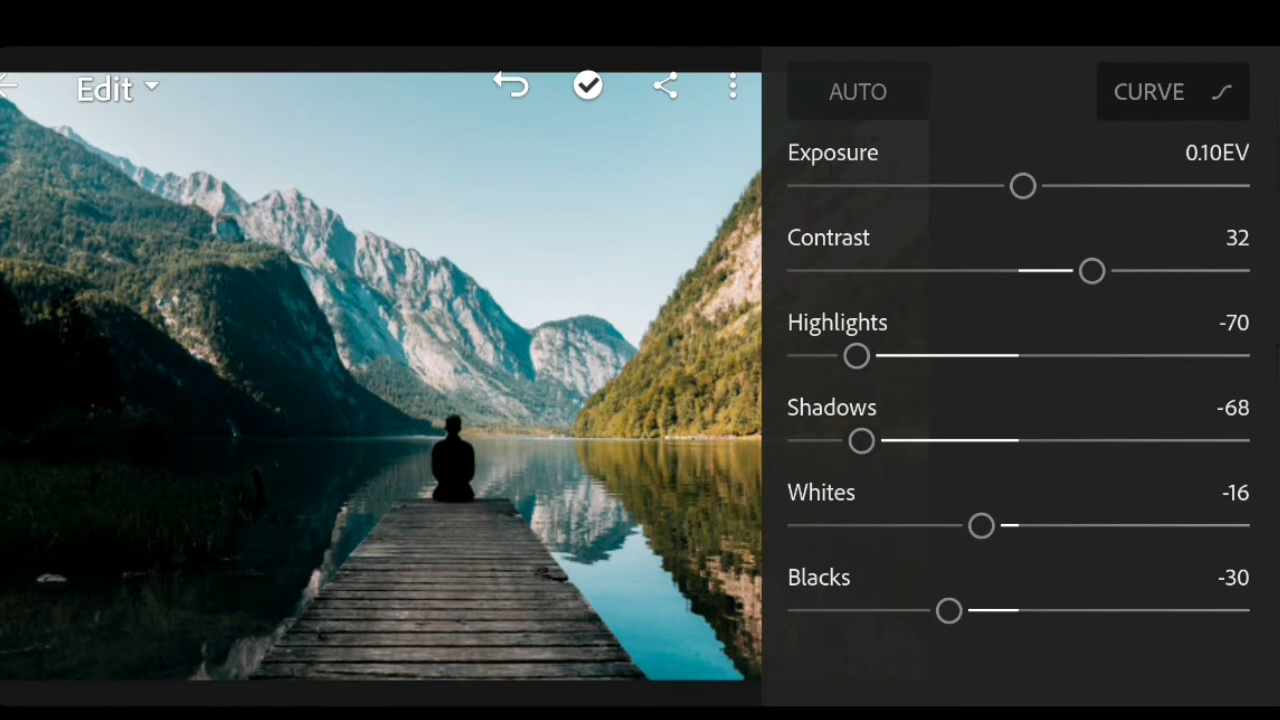 Edit
AUTO
CURVE
Exposure 0.10EV
Contrast 32
Highlights -70
Shadows -68
Whites -16
Blacks -30